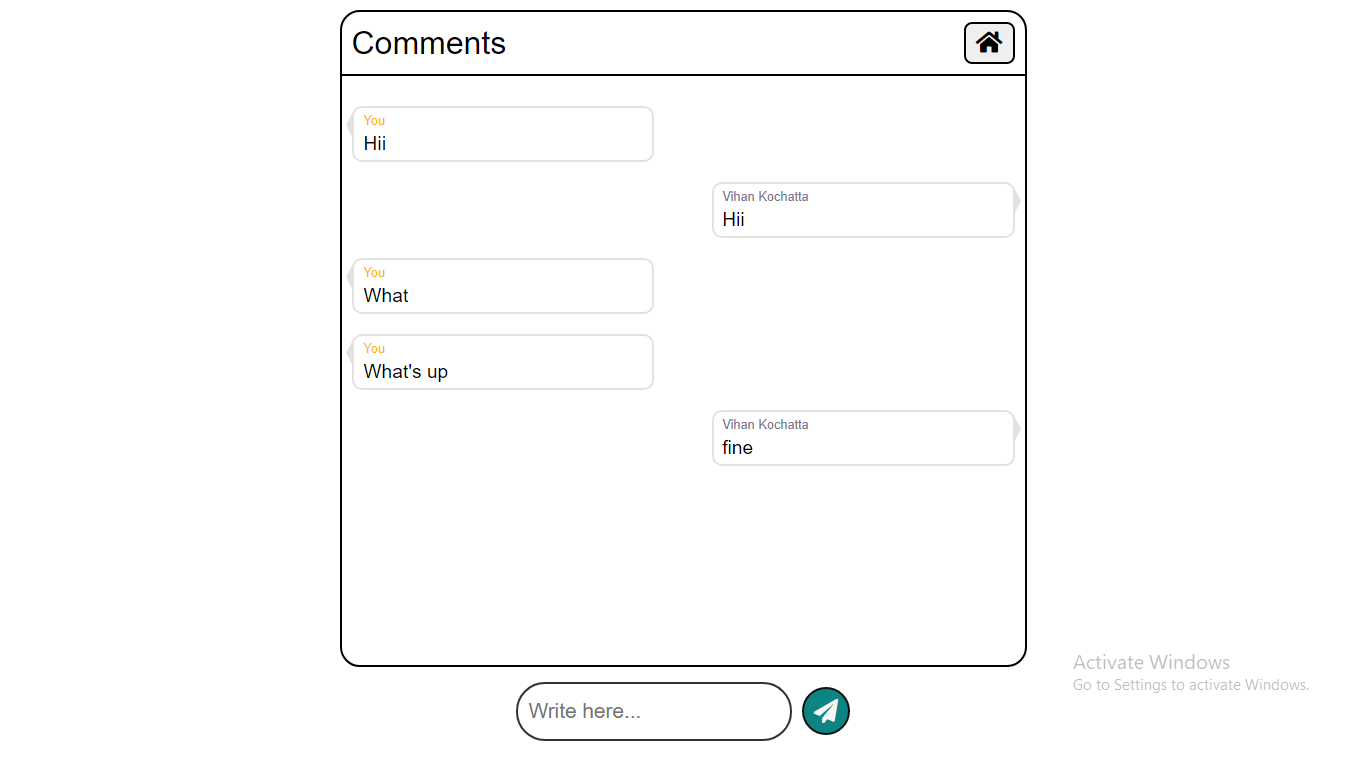 Comments
You
Hii
Vihan Kochatta
Hii
You
What
You
What's up
Vihan Kochatta
fine
Write here...
Activate Windows
Go to Settings to activate Windows.